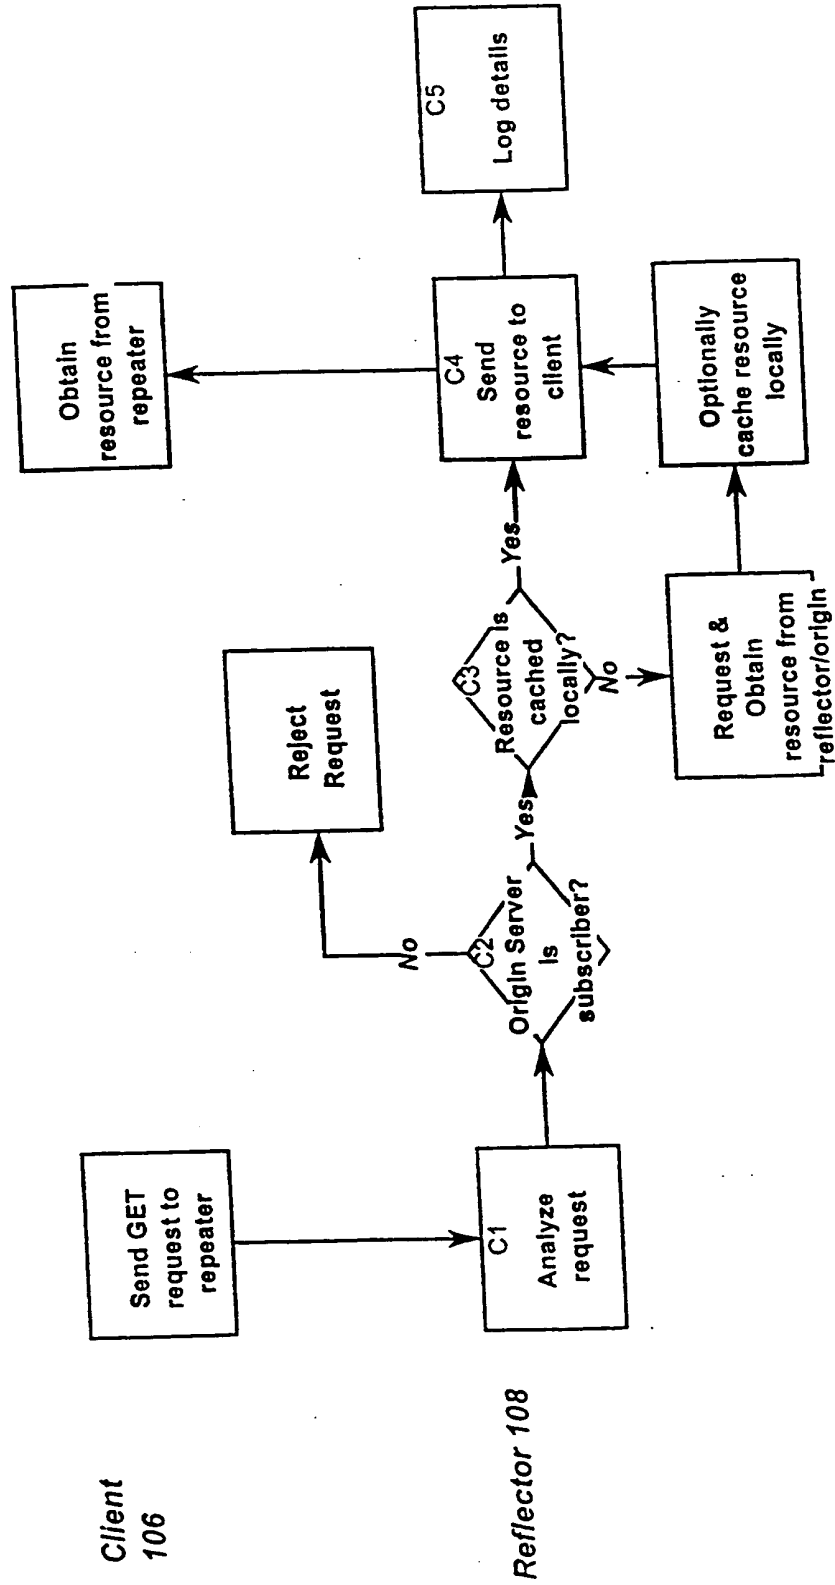 Client
106
Send GET
request to
repeater
Obtain
resource from
repeater
Reject
Request
Reflector 108
C1
Analyze
request
C2
Origin Server
is
subscriber?
No
Yes
C3
Resource is
cached
locally?
Yes
No
C4
Send
resource to
client
C5
Log details
Request &
Obtain
resource from
reflector/origin
Optionally
cache resource
locally